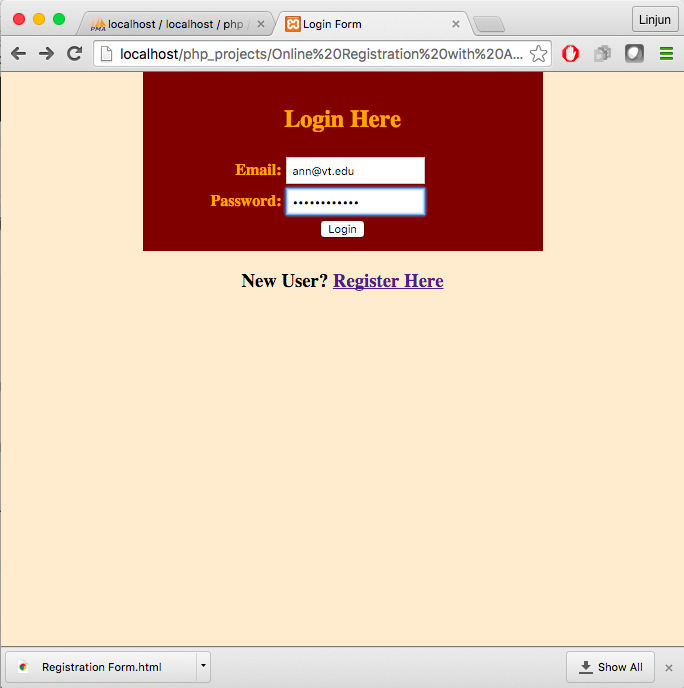 PMA localhost / localhost / php /
Login Form
Linjun
localhost/php_projects/Online%20Registration%20with%20A...
Login Here
Email: ann@vt.edu
Password: ••••••••••••
Login
New User? Register Here
Registration Form.html
Show All